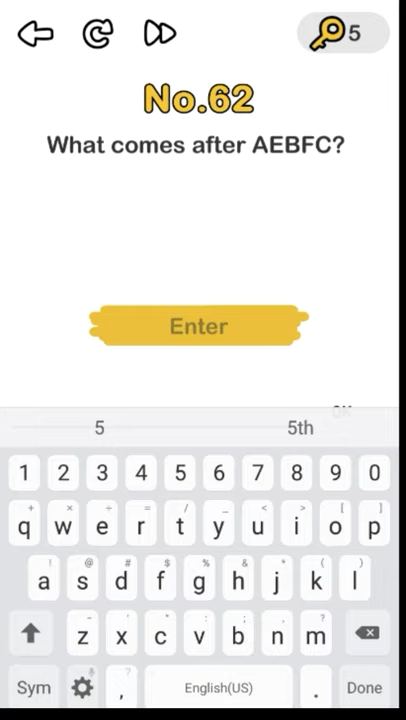 5
No.62
What comes after AEBFC?
Enter
5 5th
1 2 3 4 5 6 7 8 9 0
+ × ÷ = / _ < > [ ]
q w e r t y u i o p
! @ # $ % & * ( )
a s d f g h j k l
- ' " : ; , ?
z x c v b n m
Sym , ? English(US) . Done